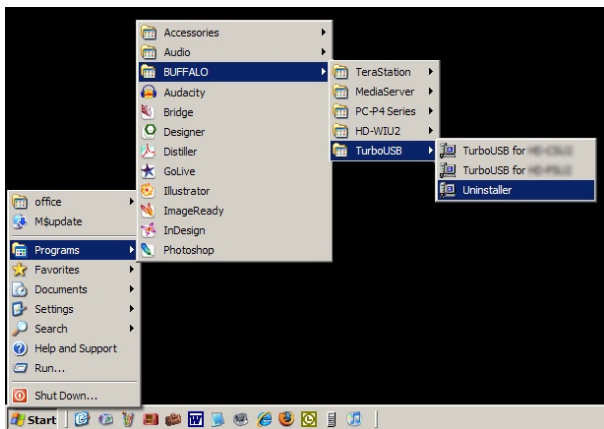 Accessories
Audio
BUFFALO
Audacity
Bridge
Designer
Distiller
GoLive
Illustrator
ImageReady
InDesign
Photoshop
TeraStation
MediaServer
PC-P4 Series
HD-WIU2
TurboUSB
TurboUSB for
TurboUSB for
Uninstaller
office
M$update
Programs
Favorites
Documents
Settings
Search
Help and Support
Run...
Shut Down...
Start